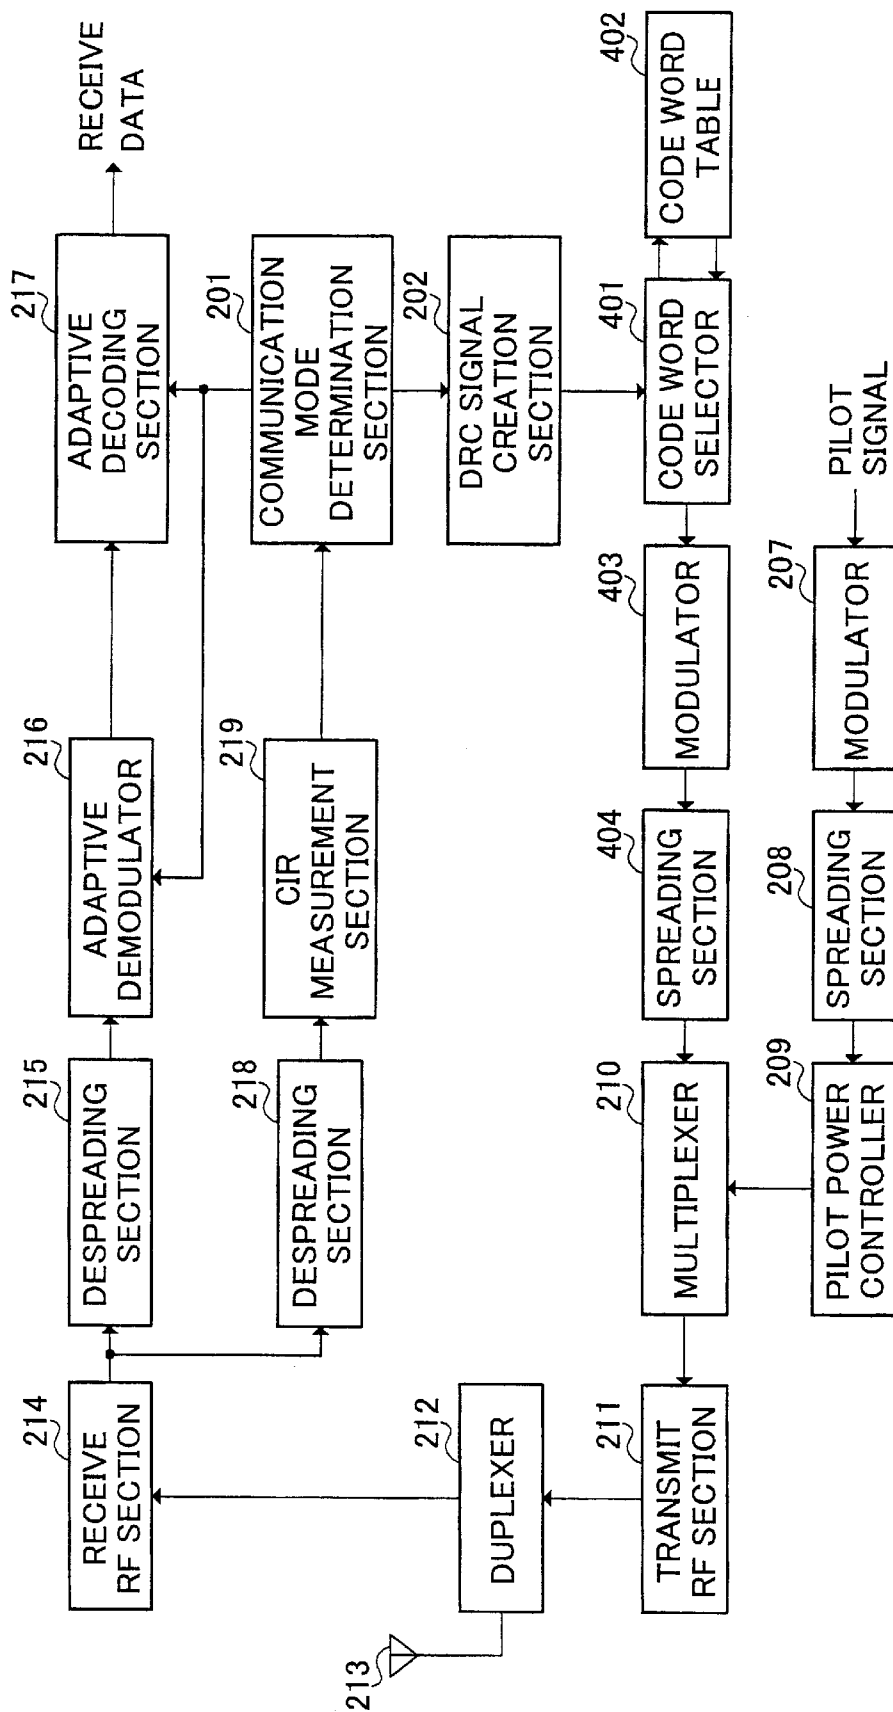 214
RECEIVE
RF SECTION
215
DESPREADING
SECTION
216
ADAPTIVE
DEMODULATOR
217
ADAPTIVE
DECODING
SECTION
RECEIVE
DATA
218
DESPREADING
SECTION
219
CIR
MEASUREMENT
SECTION
201
COMMUNICATION
MODE
DETERMINATION
SECTION
213
212
DUPLEXER
202
DRC SIGNAL
CREATION
SECTION
211
TRANSMIT
RF SECTION
210
MULTIPLEXER
404
SPREADING
SECTION
403
MODULATOR
401
CODE WORD
SELECTOR
402
CODE WORD
TABLE
209
PILOT POWER
CONTROLLER
208
SPREADING
SECTION
207
MODULATOR
PILOT
SIGNAL